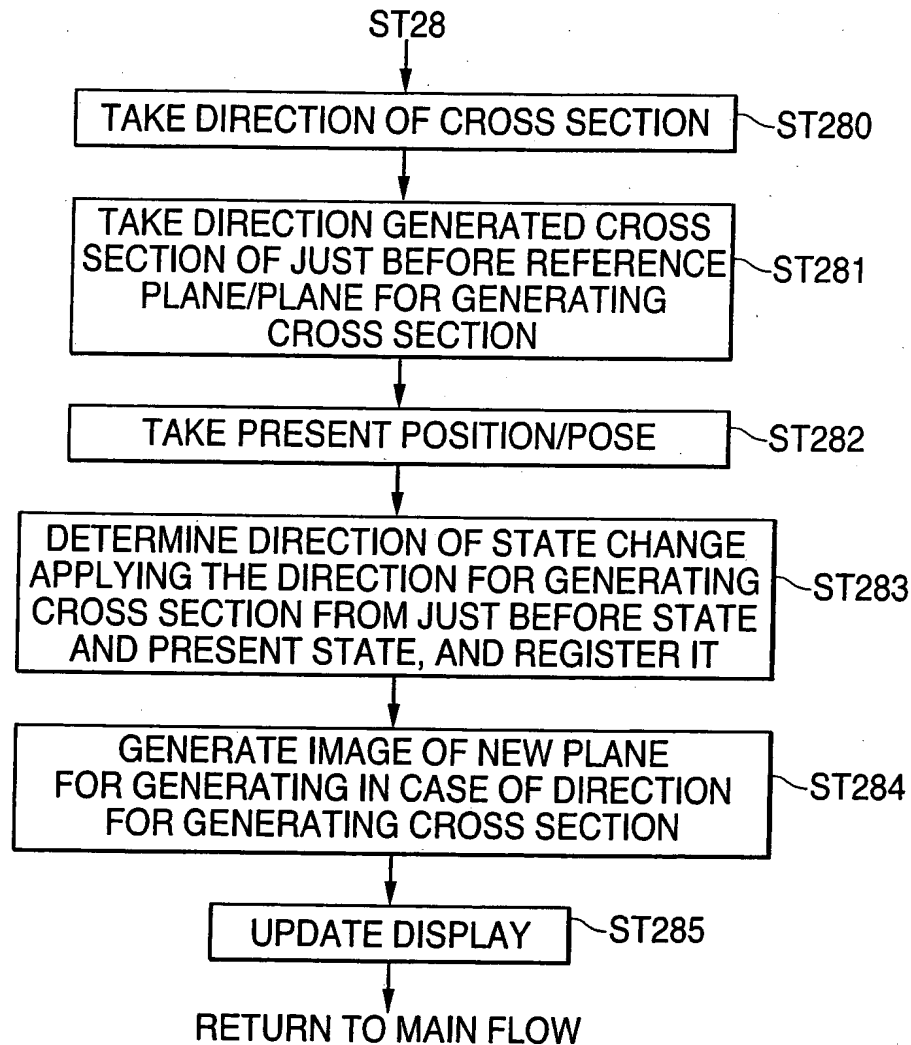 ST28
TAKE DIRECTION OF CROSS SECTION
ST280
TAKE DIRECTION GENERATED CROSS
SECTION OF JUST BEFORE REFERENCE
PLANE/PLANE FOR GENERATING
CROSS SECTION
ST281
TAKE PRESENT POSITION/POSE
ST282
DETERMINE DIRECTION OF STATE CHANGE
APPLYING THE DIRECTION FOR GENERATING
CROSS SECTION FROM JUST BEFORE STATE
AND PRESENT STATE, AND REGISTER IT
ST283
GENERATE IMAGE OF NEW PLANE
FOR GENERATING IN CASE OF DIRECTION
FOR GENERATING CROSS SECTION
ST284
UPDATE DISPLAY
ST285
RETURN TO MAIN FLOW